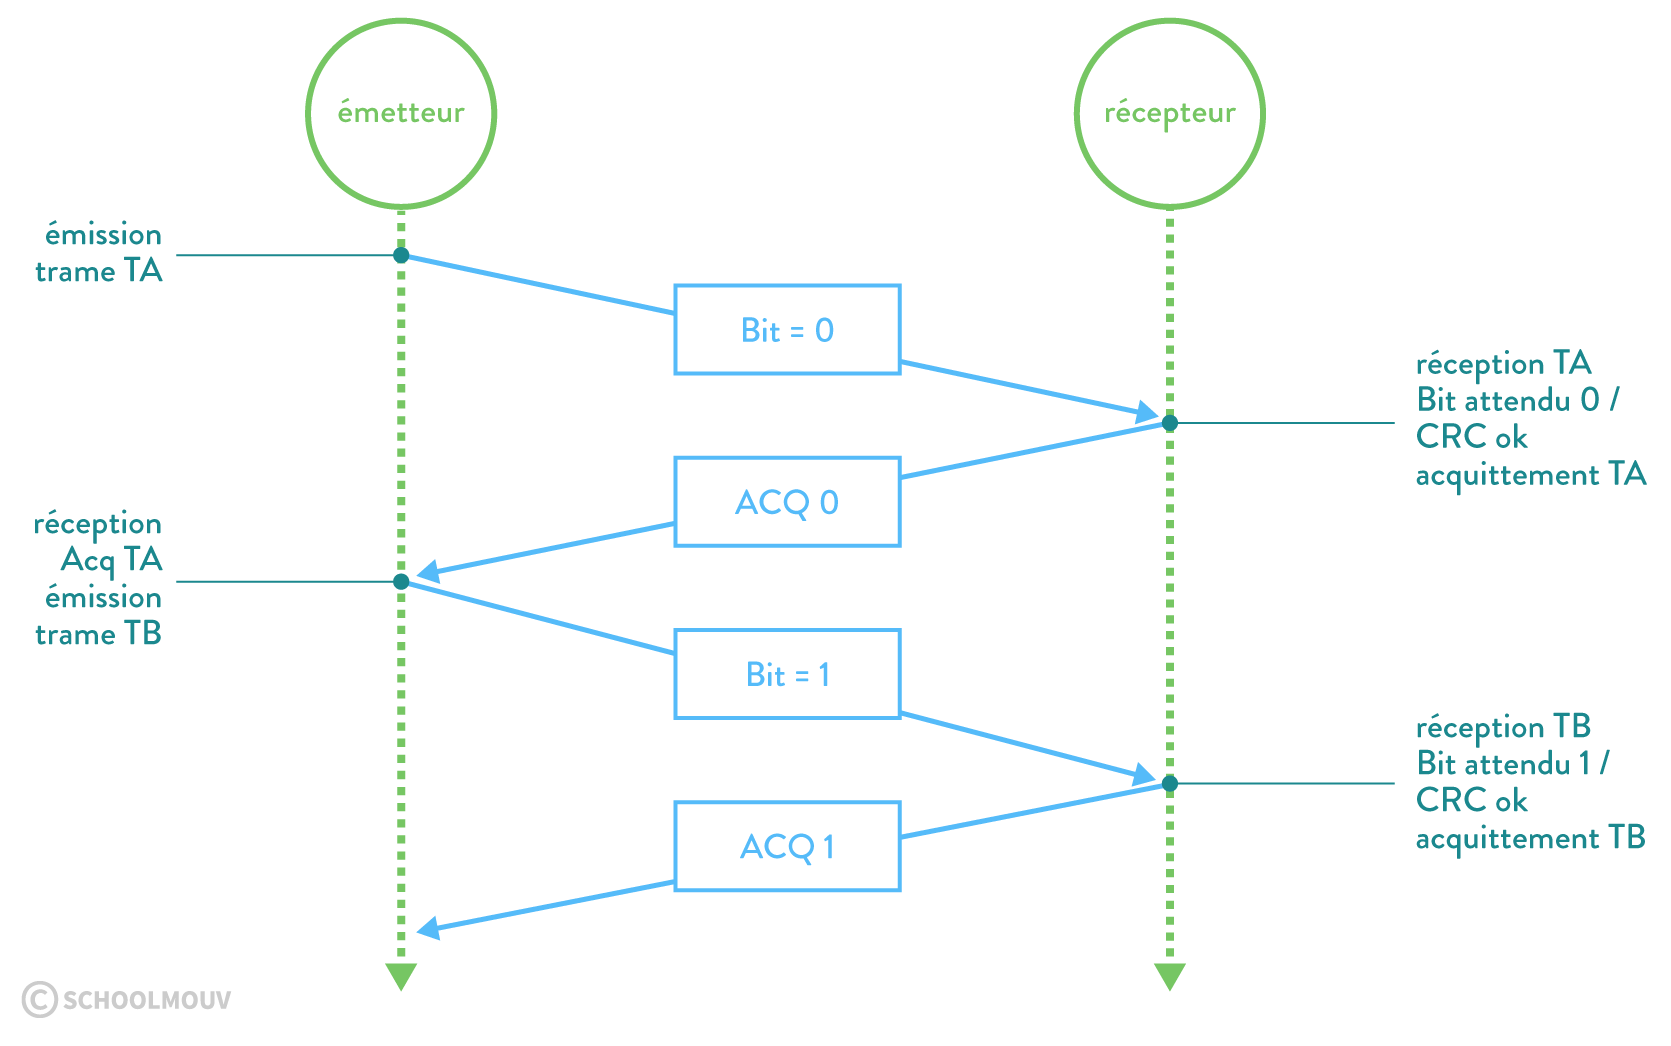 émetteur
récepteur
émission
trame TA
Bit = 0
réception TA
Bit attendu 0 /
CRC ok
acquittement TA
ACQ 0
réception
Acq TA
émission
trame TB
Bit = 1
réception TB
Bit attendu 1 /
CRC ok
acquittement TB
ACQ 1
© SCHOOLMOUV